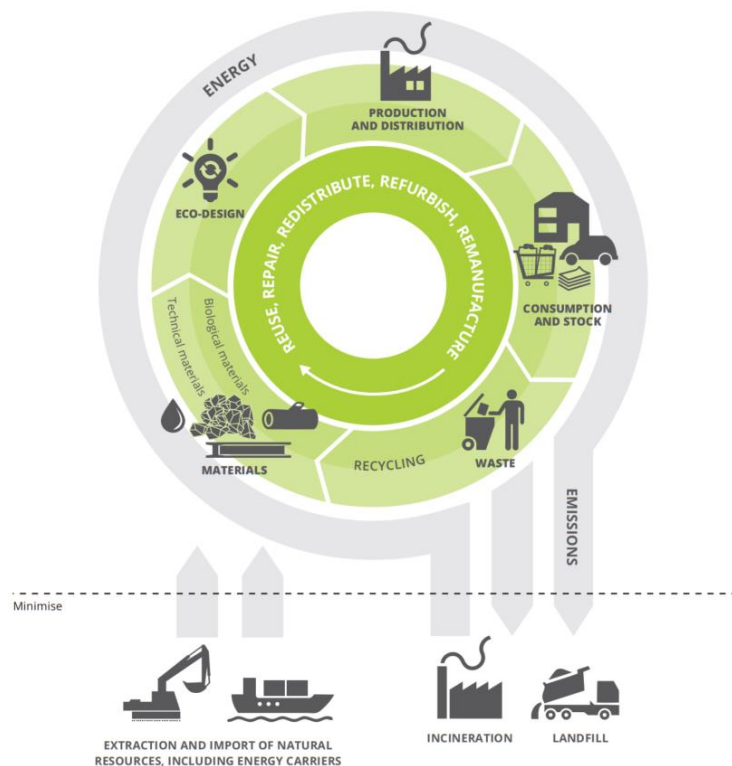 ENERGY
PRODUCTION
AND DISTRIBUTION
ECO-DESIGN
REUSE, REPAIR, REDISTRIBUTE, REFURBISH, REMANUFACTURE
CONSUMPTION
AND STOCK
Technical materials
Biological materials
MATERIALS
RECYCLING
WASTE
EMISSIONS
Minimise
EXTRACTION AND IMPORT OF NATURAL
RESOURCES, INCLUDING ENERGY CARRIERS
INCINERATION
LANDFILL